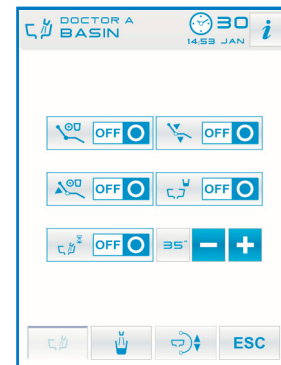 DOCTOR A
BASIN
30
14:53 JAN
i
OFF OFF
OFF OFF
OFF 35" − +
ESC